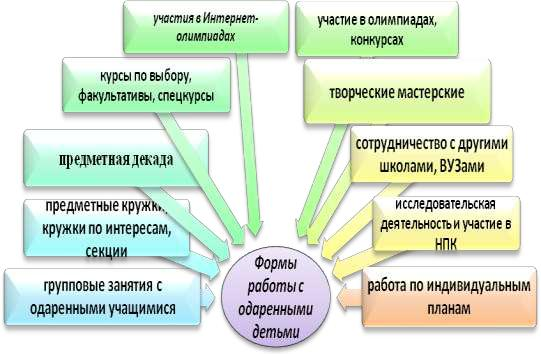 участия в Интернет-
олимпиадах
участие в олимпиадах,
конкурсах
курсы по выбору,
факультативы, спецкурсы
творческие мастерские
предметная декада
сотрудничество с другими
школами, ВУЗами
предметные кружки,
кружки по интересам,
секции
исследовательская
деятельность и участие в
НПК
групповые занятия с
одаренными учащимися
Формы
работы с
одаренными
детьми
работа по индивидуальным
планам